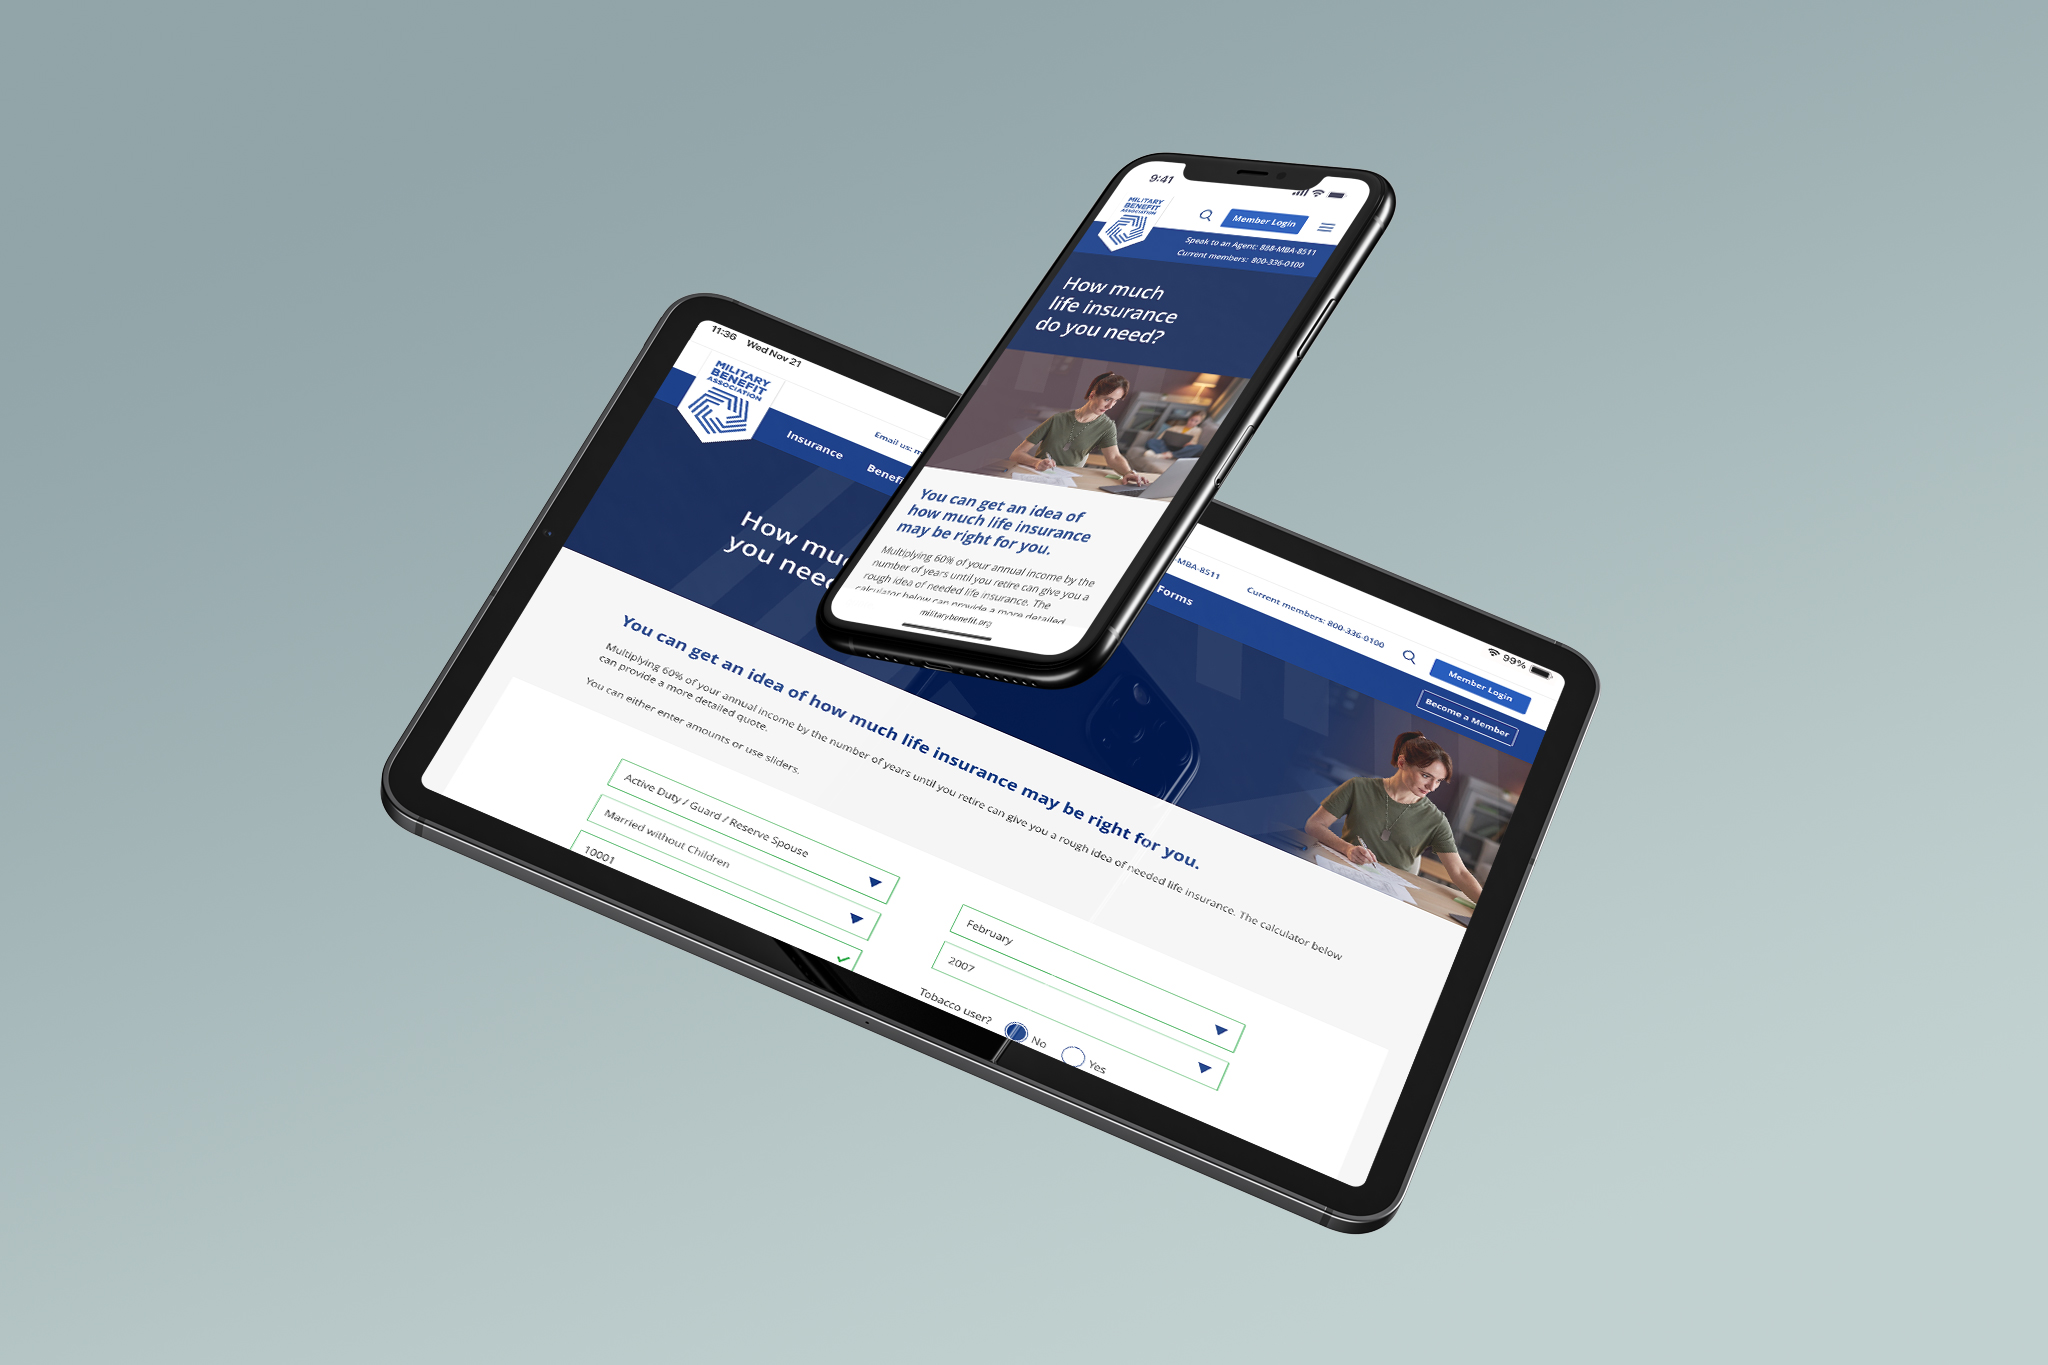 9:41
MILITARY
BENEFIT
ASSOCIATION
Member Login
Speak to an Agent: 888-MBA-8511
Current members: 800-336-0100
How much
life insurance
do you need?
You can get an idea of
how much life insurance
may be right for you.
Multiplying 60% of your annual income by the
number of years until you retire can give you a
rough idea of needed life insurance. The
calculator below can provide a more detailed
militarybenefit.org
11:36 Wed Nov 21
99%
MILITARY
BENEFIT
ASSOCIATION
Email us:
-MBA-8511
Current members: 800-336-0100
Member Login
Insurance
Forms
Become a Member
How
you
You can get an idea of how much life insurance may be right for you.
Multiplying 60% of your annual income by the number of years until you retire can give you a rough idea of needed life insurance. The calculator below
can provide a more detailed quote.
You can either enter amounts or use sliders.
Active Duty / Guard / Reserve Spouse
Married without Children
10001
February
2007
Tobacco user? No Yes